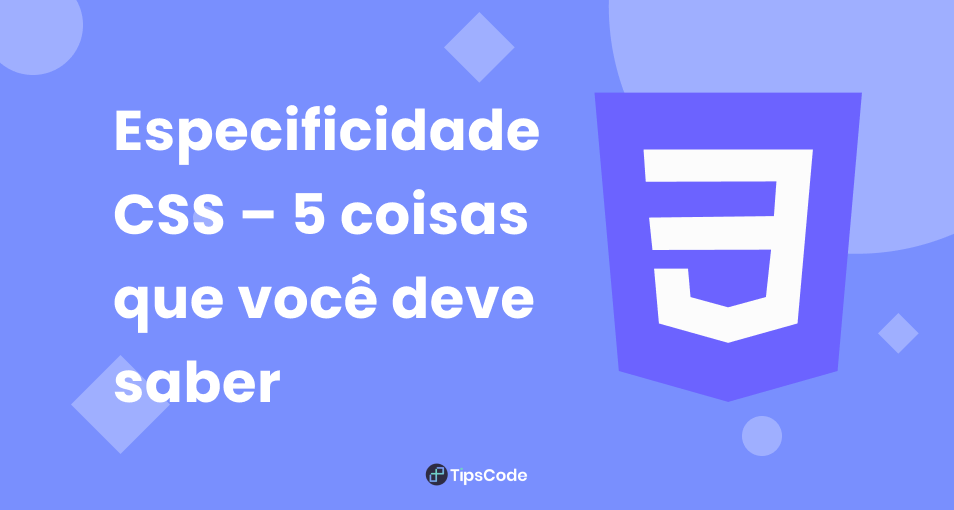 Especificidade
CSS – 5 coisas
que você deve
saber
TipsCode